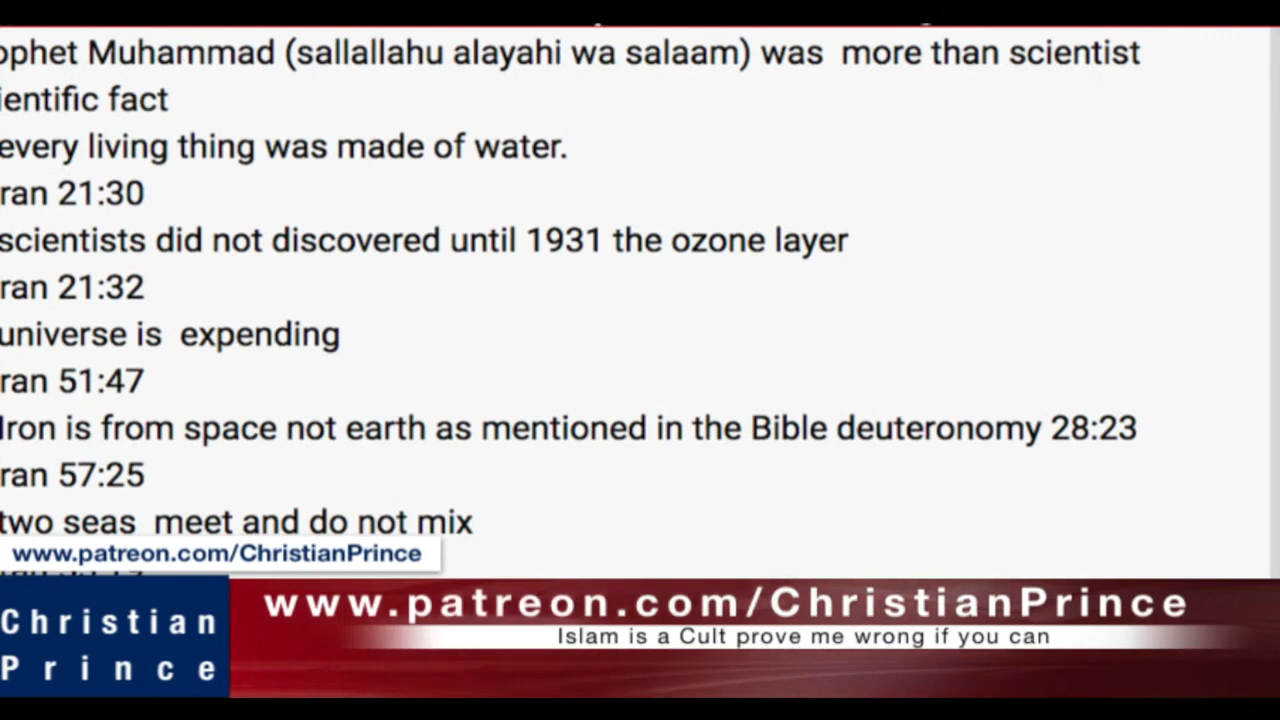 ophet Muhammad (sallallahu alayahi wa salaam) was more than scientist
ientific fact
every living thing was made of water.
ran 21:30
scientists did not discovered until 1931 the ozone layer
ran 21:32
universe is expending
ran 51:47
Iron is from space not earth as mentioned in the Bible deuteronomy 28:23
ran 57:25
two seas meet and do not mix
www.patreon.com/ChristianPrince
www.patreon.com/ChristianPrince
Islam is a Cult prove me wrong if you can
Christian
Prince